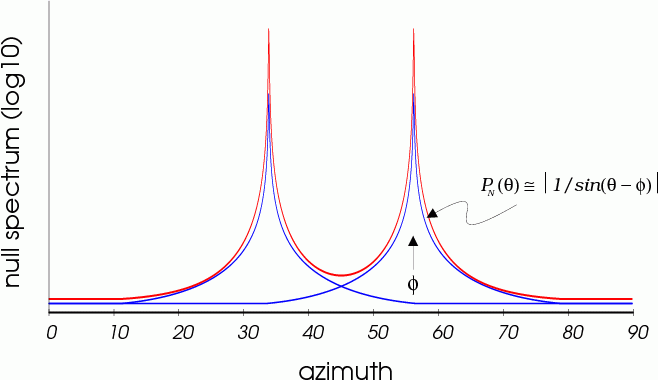 null spectrum (log10)
P_N(θ) ≅ | 1/sin(θ − ϕ) |
ϕ
0 10 20 30 40 50 60 70 80 90
azimuth